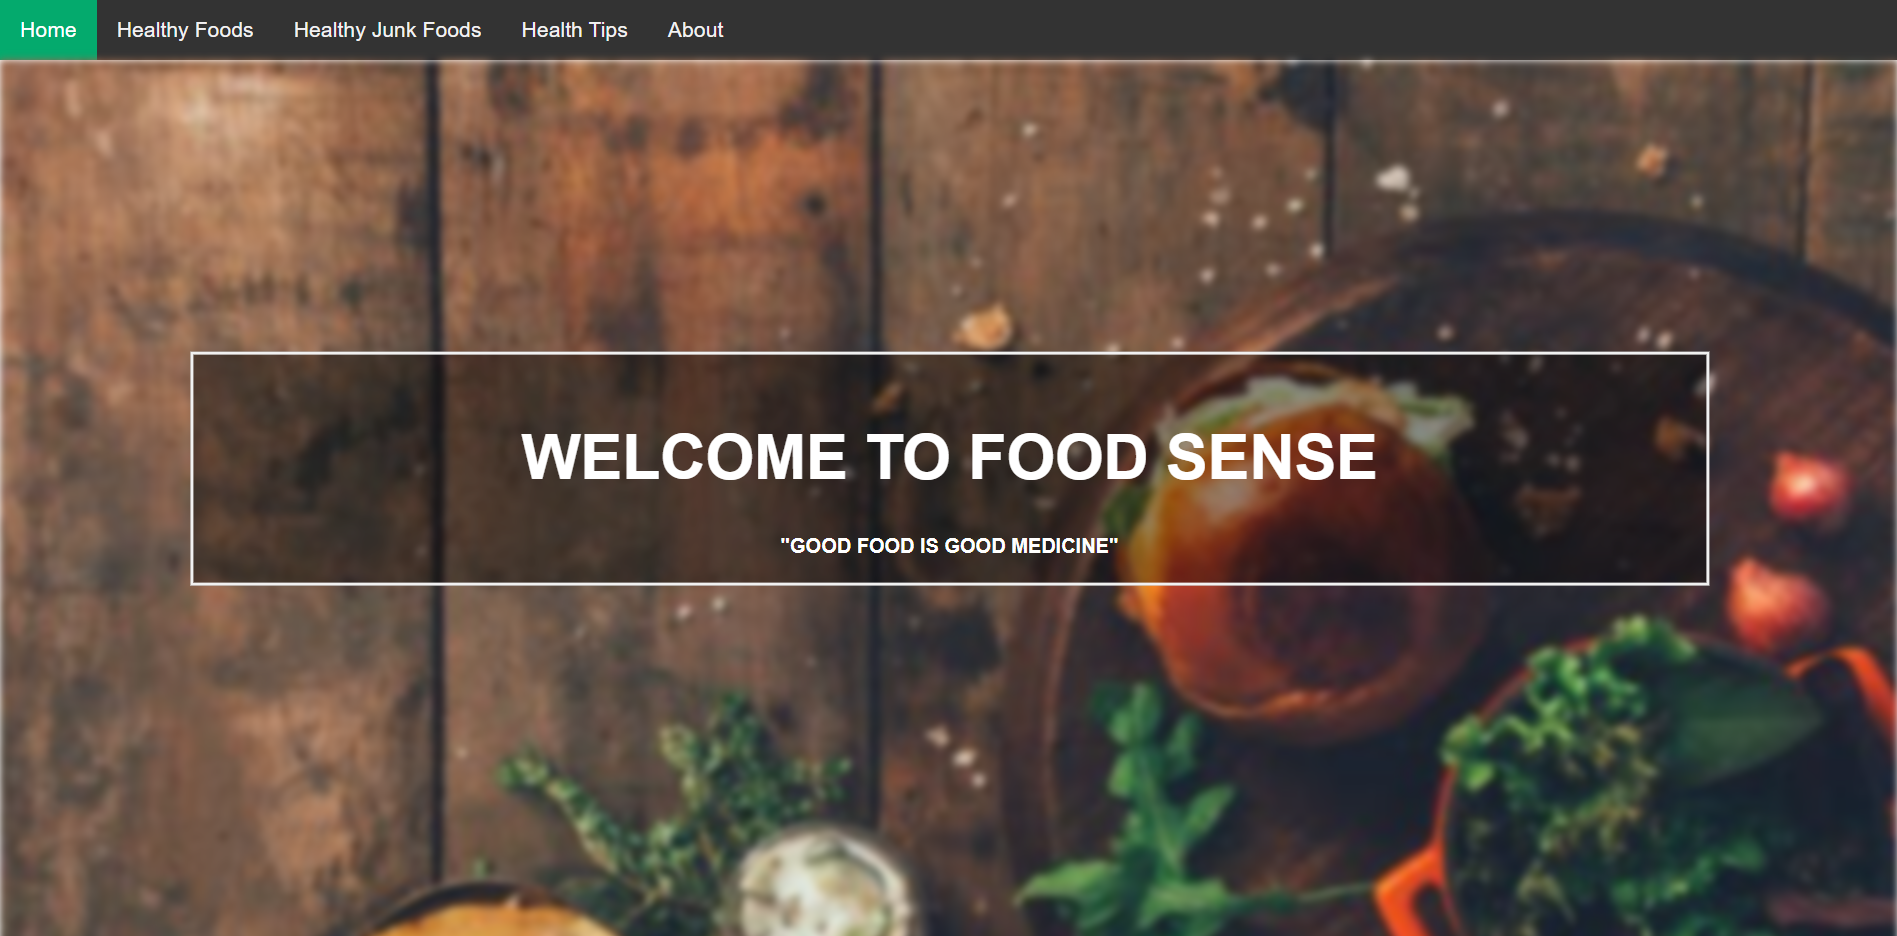 Home Healthy Foods Healthy Junk Foods Health Tips About
WELCOME TO FOOD SENSE
"GOOD FOOD IS GOOD MEDICINE"